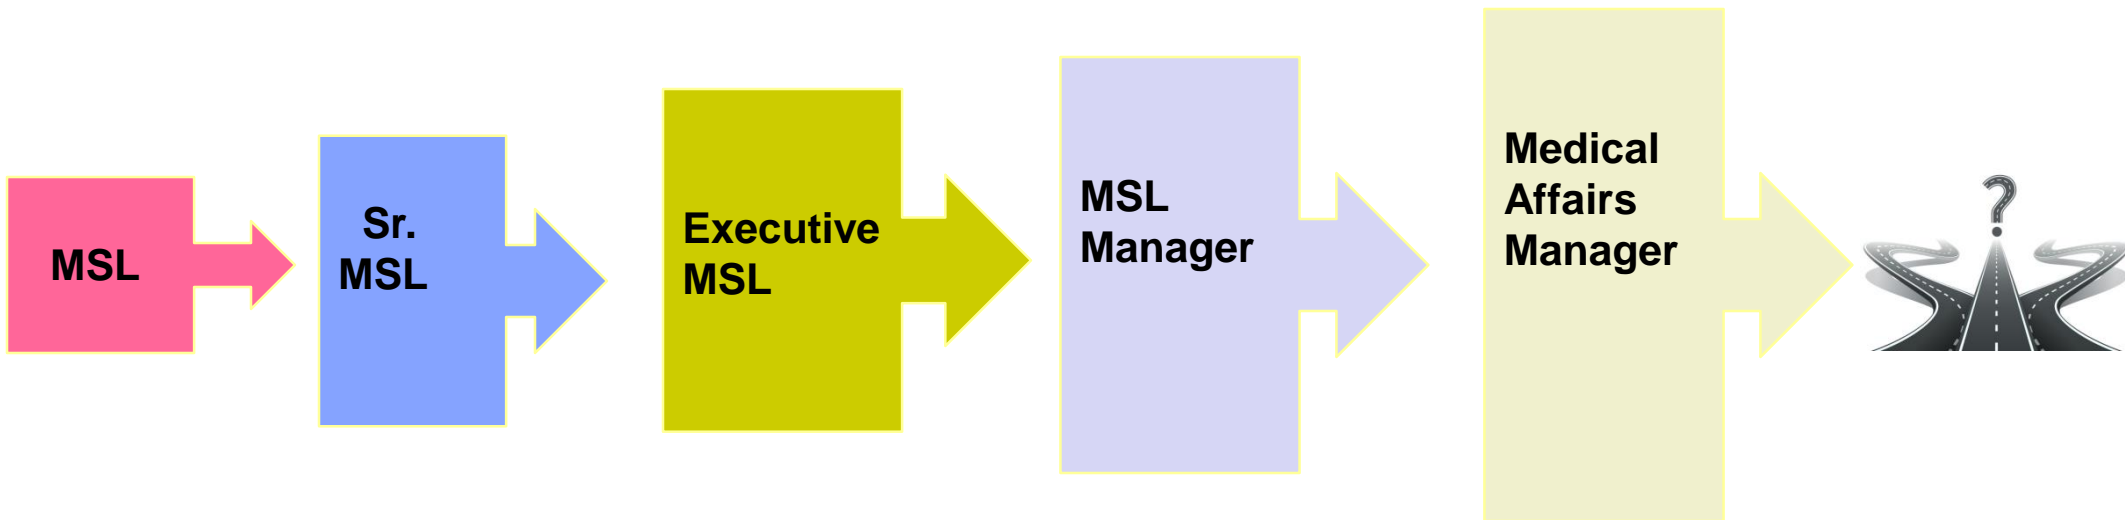 MSL
Sr.
MSL
Executive
MSL
MSL
Manager
Medical
Affairs
Manager
?